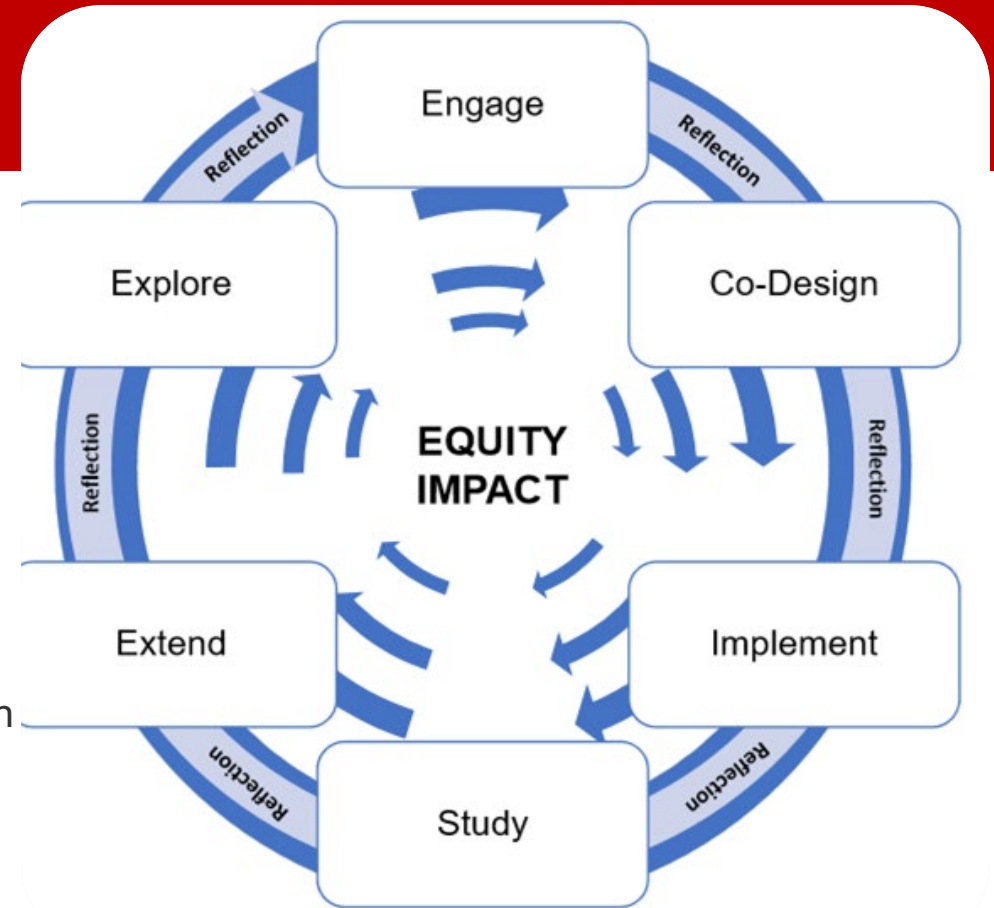 Engage
Reflection
Reflection
Explore
Co-Design
EQUITY
IMPACT
Reflection
Reflection
Extend
Implement
n
Reflection
Reflection
Study